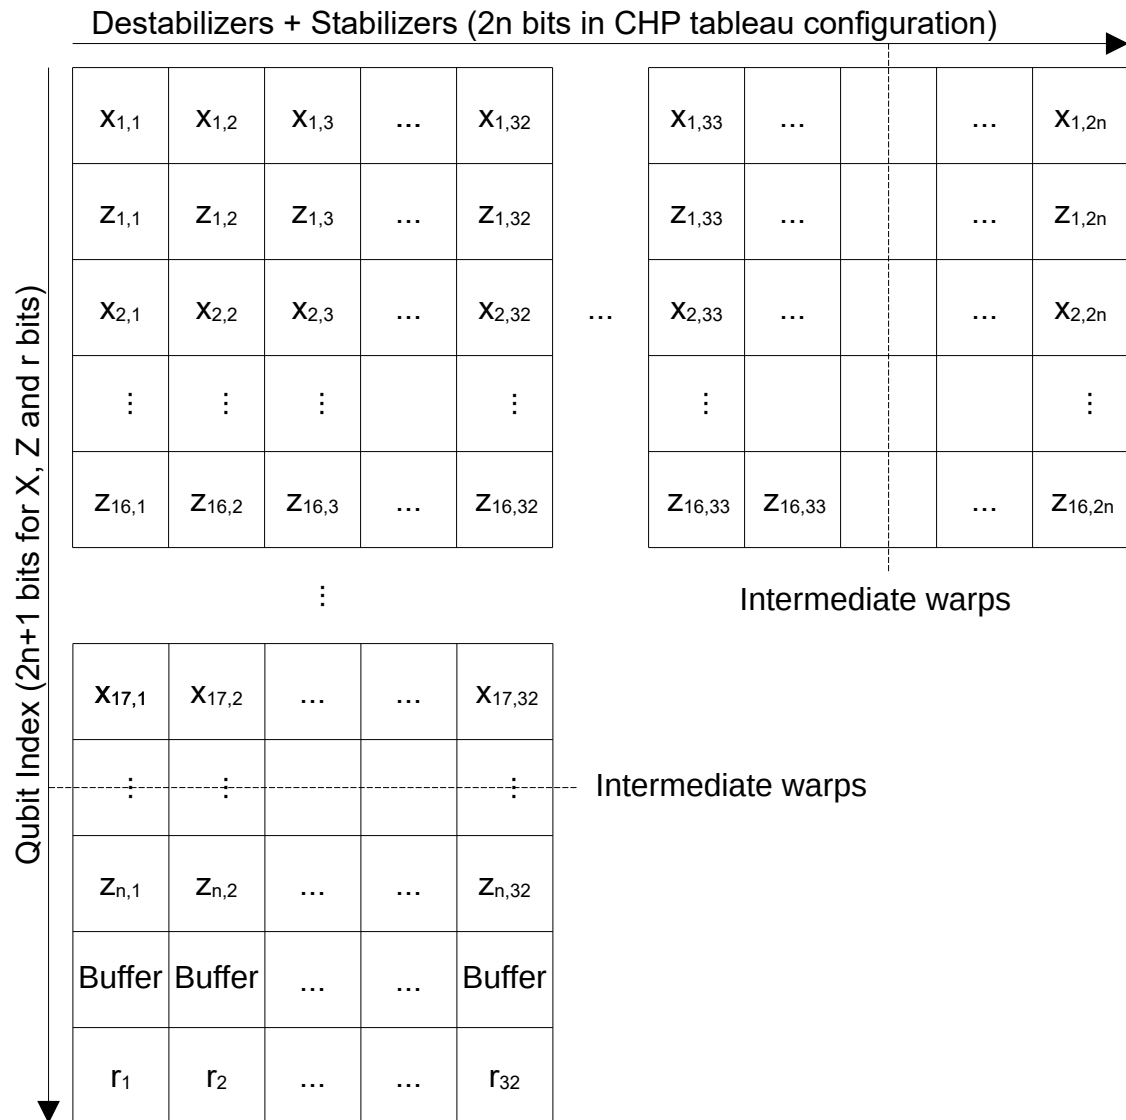 Destabilizers + Stabilizers (2n bits in CHP tableau configuration)
Qubit Index (2n+1 bits for X, Z and r bits)
x1,1 x1,2 x1,3 ... x1,32 x1,33 ... ... x1,2n
z1,1 z1,2 z1,3 ... z1,32 z1,33 ... ... z1,2n
x2,1 x2,2 x2,3 ... x2,32 ... x2,33 ... ... x2,2n
⋮ ⋮ ⋮ ⋮ ⋮ ⋮
z16,1 z16,2 z16,3 ... z16,32 z16,33 z16,33 ... z16,2n
⋮
Intermediate warps
x17,1 x17,2 ... ... x17,32
⋮ ⋮ ⋮
Intermediate warps
zn,1 zn,2 ... ... zn,32
Buffer Buffer ... ... Buffer
r1 r2 ... ... r32